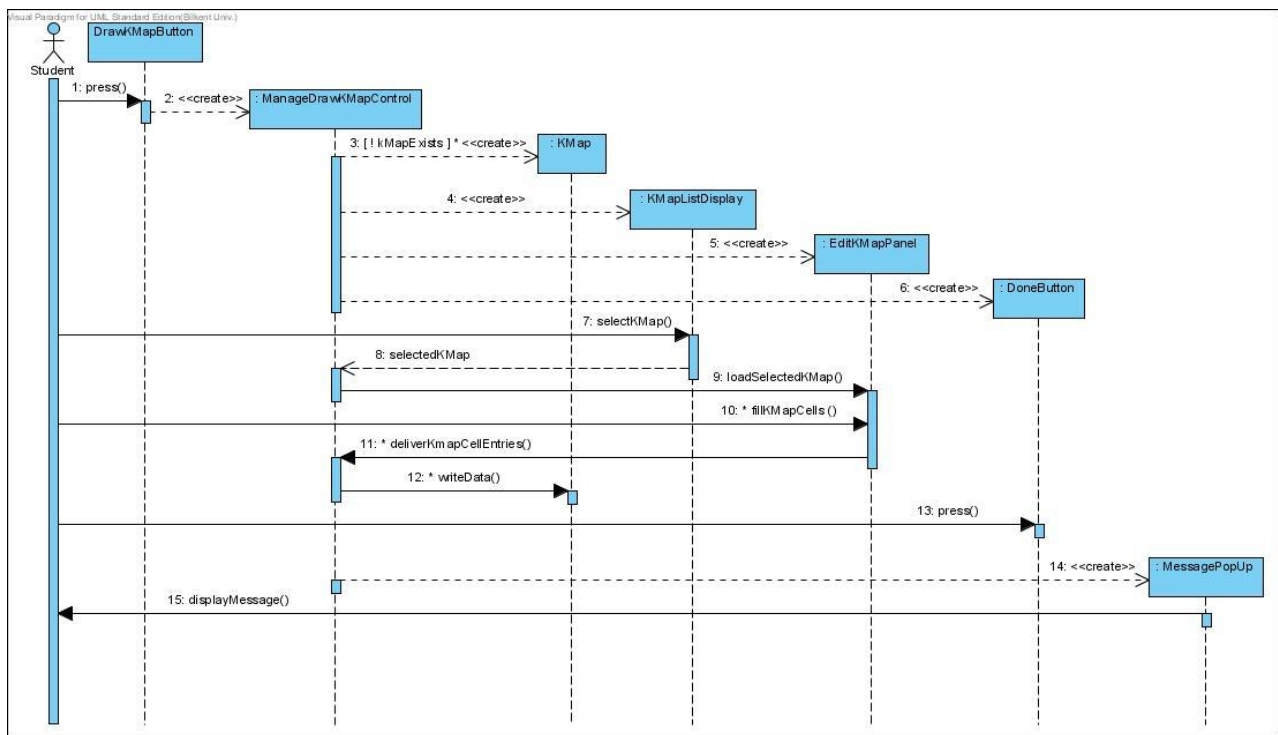 Visual Paradigm for UML Standard Edition(Bilkent Univ.)
DrawKMapButton
Student
1: press()
2: <<create>>
: ManageDrawKMapControl
3: [ ! kMapExists ] * <<create>>
: KMap
4: <<create>>
: KMapListDisplay
5: <<create>>
: EditKMapPanel
6: <<create>>
: DoneButton
7: selectKMap()
8: selectedKMap
9: loadSelectedKMap()
10: * fillKMapCells ()
11: * deliverKmapCellEntries()
12: * writeData()
13: press()
14: <<create>>
: MessagePopUp
15: displayMessage()